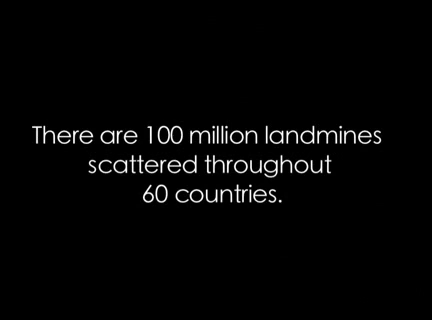 There are 100 million landmines
scattered throughout
60 countries.